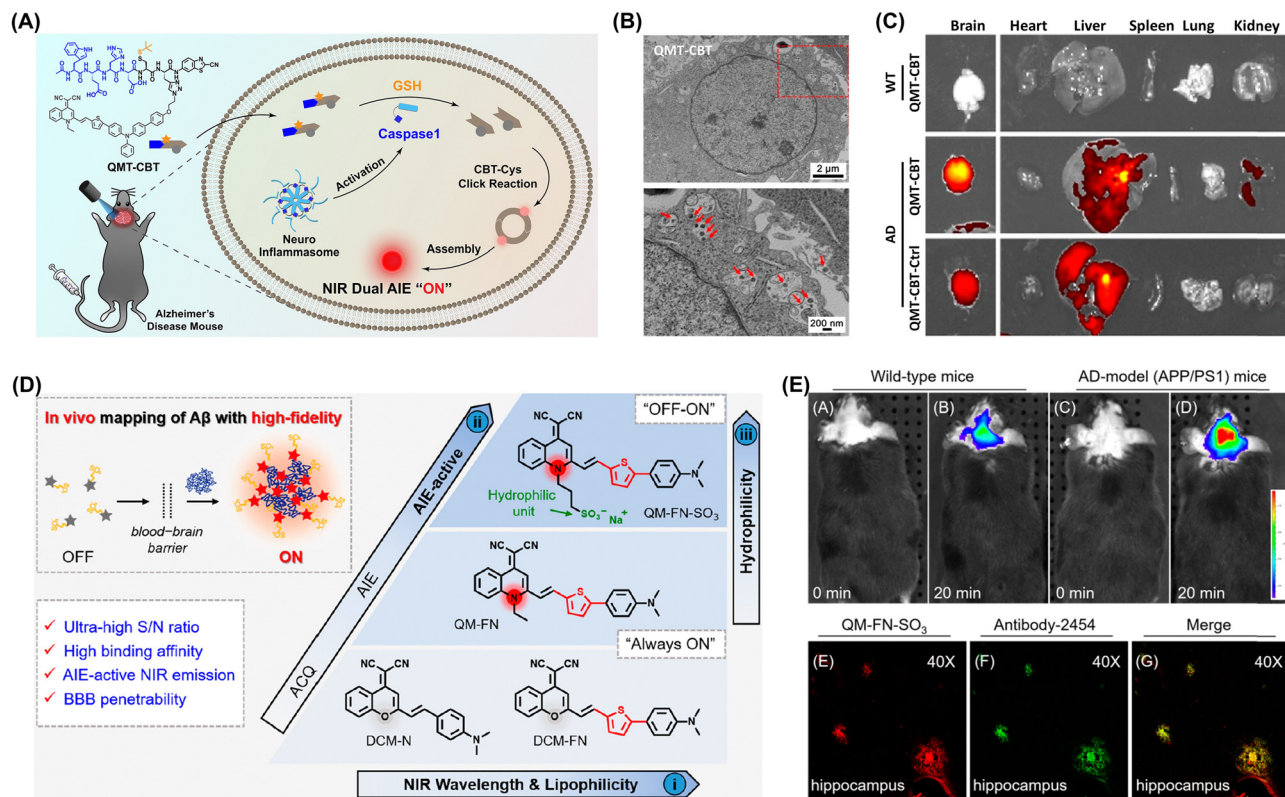 (A)
GSH
Caspase1
QMT-CBT
Activation
CBT-Cys
Click Reaction
Neuro
Inflammasome
Assembly
NIR Dual AIE “ON”
Alzheimer's
Disease Mouse
(B)
QMT-CBT
2 μm
200 nm
(C)
Brain Heart Liver Spleen Lung Kidney
WT
QMT-CBT
AD
QMT-CBT
QMT-CBT-Ctrl
(D)
In vivo mapping of Aβ with high-fidelity
OFF
blood−brain
barrier
ON
✓ Ultra-high S/N ratio
✓ High binding affinity
✓ AIE-active NIR emission
✓ BBB penetrability
ACQ
AIE
AIE-active
ii
“OFF-ON”
NC CN
N
S
N
Hydrophilic
unit
SO₃⁻ Na⁺
QM-FN-SO₃
NC CN
N
S
N
QM-FN
“Always ON”
NC CN
O
N
DCM-N
NC CN
O
S
N
DCM-FN
iii
Hydrophilicity
NIR Wavelength & Lipophilicity i
(E)
Wild-type mice
AD-model (APP/PS1) mice
(A) (B) (C) (D)
0 min 20 min 0 min 20 min
QM-FN-SO₃ Antibody-2454 Merge
(E) 40X (F) 40X (G) 40X
hippocampus hippocampus hippocampus